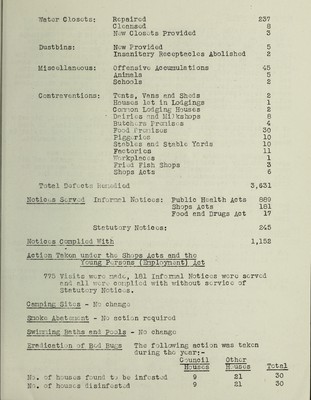 Water Closets: Repaired 237
Cleansed 8
New Closets Provided 3
Dustbins: New Provided 5
Insanitary Receptacles Abolished 2
Miscellaneous: Offensive Accumulations 45
Animals 5
Schools 2
Contraventions: Tents, Vans and Sheds 2
Houses let in Lodgings 1
Common Lodging Houses 2
Dairies and Milkshops 8
Butchers Premises 4
Food Premises 30
Piggeries 10
Stables and Stable Yards 10
Factories 11
Workplaces 1
Fried Fish Shops 3
Shops Acts 6
Total Defects Remedied 3,631
Notices Served Informal Notices: Public Health Acts 889
Shops Acts 181
Food and Drugs Act 17
Statutory Notices: 245
Notices Complied With 1,152
Action Taken under the Shops Acts and the
Young Persons (Employment) Act
775 Visits were made, 181 Informal Notices were served
and all were complied with without service of
Statutory Notices.
Camping Sites - No change
Smoke Abatement - No action required
Swimming Baths and Pools - No change
Eradication of Bed Bugs The following action was taken
during the year:-
Council Other
Houses Houses Total
No. of houses found to be infested 9 21 30
No. of houses disinfested 9 21 30